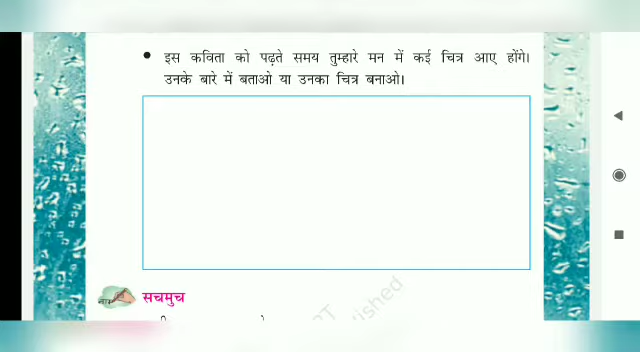 • इस कविता को पढ़ते समय तुम्हारे मन में कई चित्र आए होंगे।
उनके बारे में बताओ या उनका चित्र बनाओ।
सचमुच